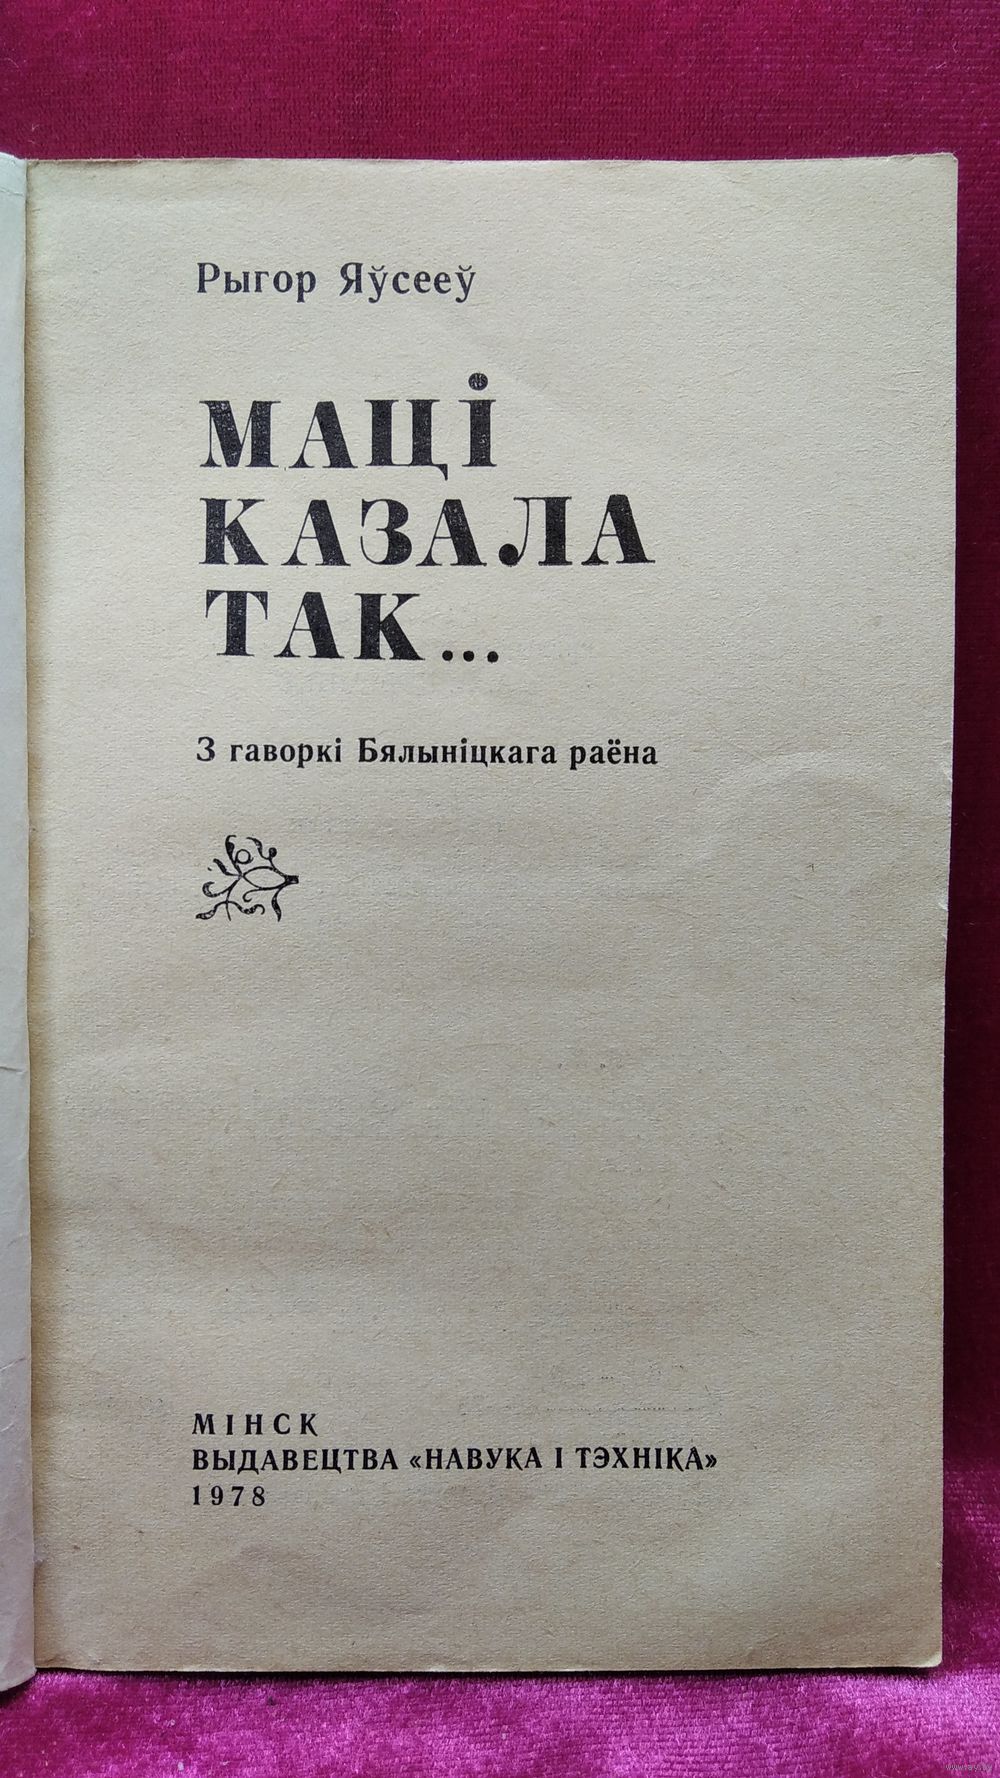 Рыгор Яўсееў
МАЦІ
КАЗАЛА
ТАК...
З гаворкі Бялыніцкага раёна
МІНСК
ВЫДАВЕЦТВА «НАВУКА І ТЭХНІКА»
1978